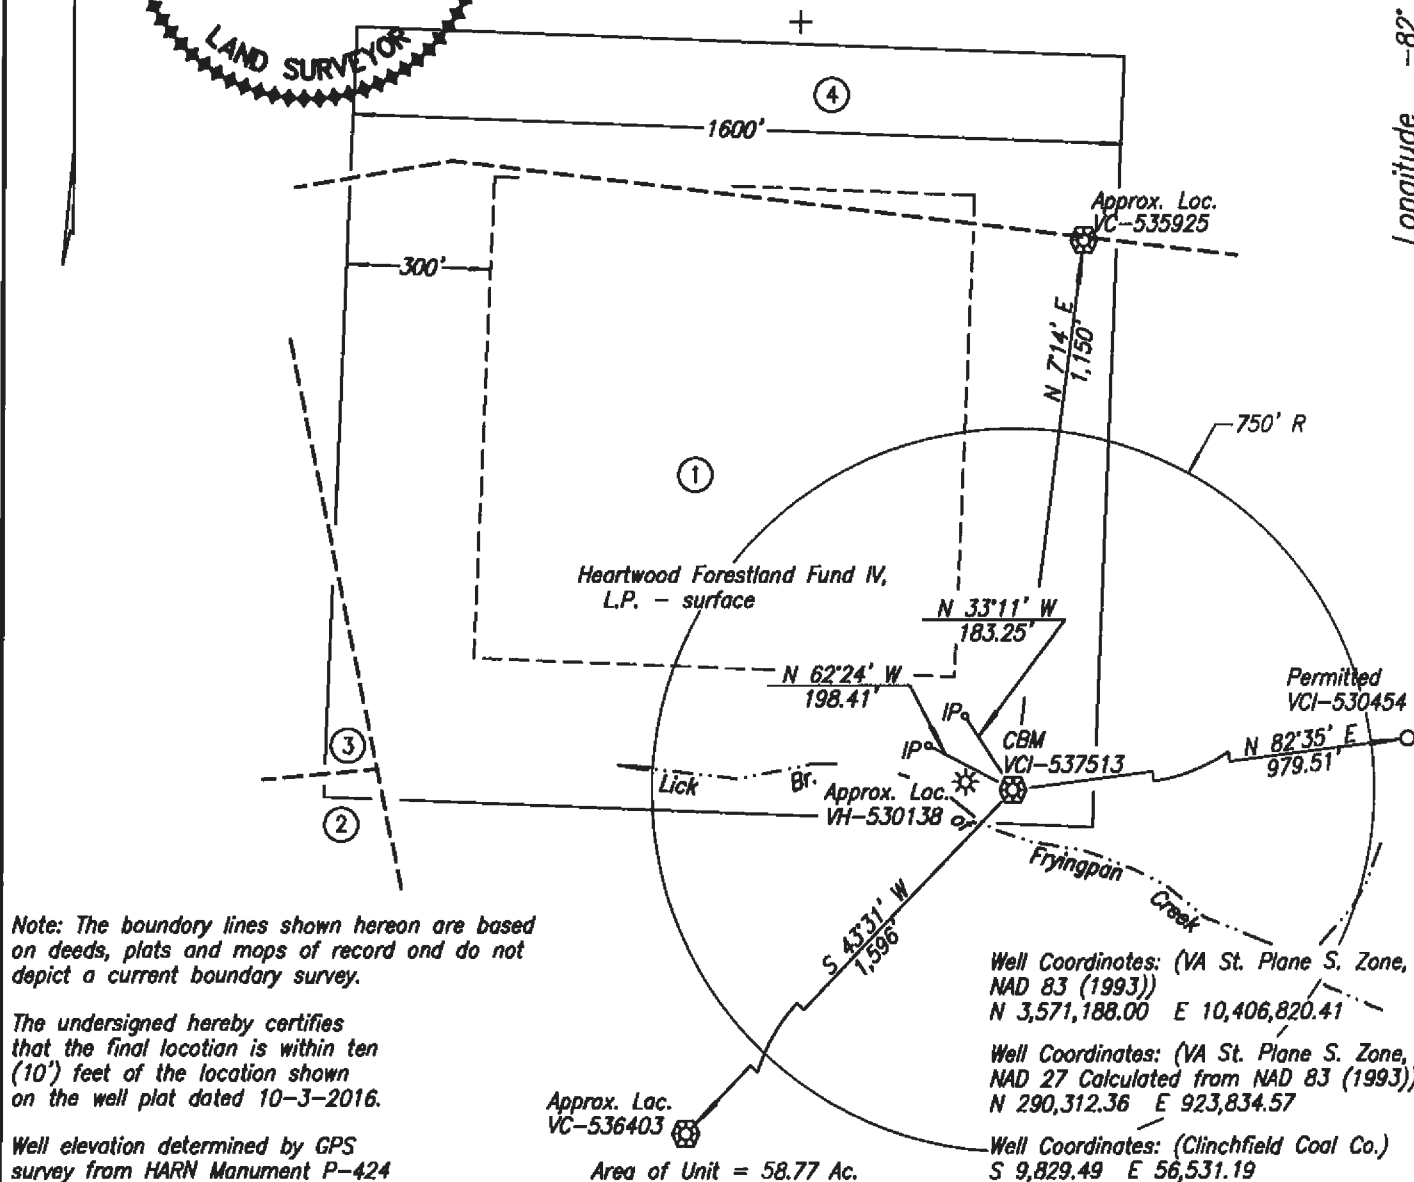 LAND SURVEYOR
4
1600'
Longitude -82°
Approx. Loc.
VC-535925
300'
N 7°14' E
1,150'
750' R
1
Heartwood Forestland Fund IV,
L.P. - surface
N 33°11' W
183.25'
N 62°24' W
198.41'
Permitted
VCI-530454
IP
IP
CBM
VCI-537513
N 82°35' E
979.51'
3
Lick Br.
Approx. Loc.
VH-530138
2
Fryingpan Creek
S 43°31' W
1,596'
Note: The boundary lines shown hereon are based
on deeds, plats and mops of record ond do not
depict a current boundary survey.
The undersigned hereby certifies
that the final locotian is within ten
(10') feet of the location shown
on the well plat dated 10-3-2016.
Well elevation determined by GPS
survey from HARN Manument P-424
Well Coordinotes: (VA St. Plane S. Zone,
NAD 83 (1993))
N 3,571,188.00 E 10,406,820.41
Well Coordinates: (VA St. Plane S. Zone,
NAD 27 Calculated from NAD 83 (1993))
N 290,312.36 E 923,834.57
Well Coordinates: (Clinchfield Coal Co.)
S 9,829.49 E 56,531.19
Approx. Lac.
VC-536403
Area of Unit = 58.77 Ac.